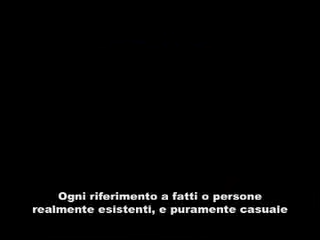 Ogni riferimento a fatti o persone
realmente esistenti, e puramente casuale